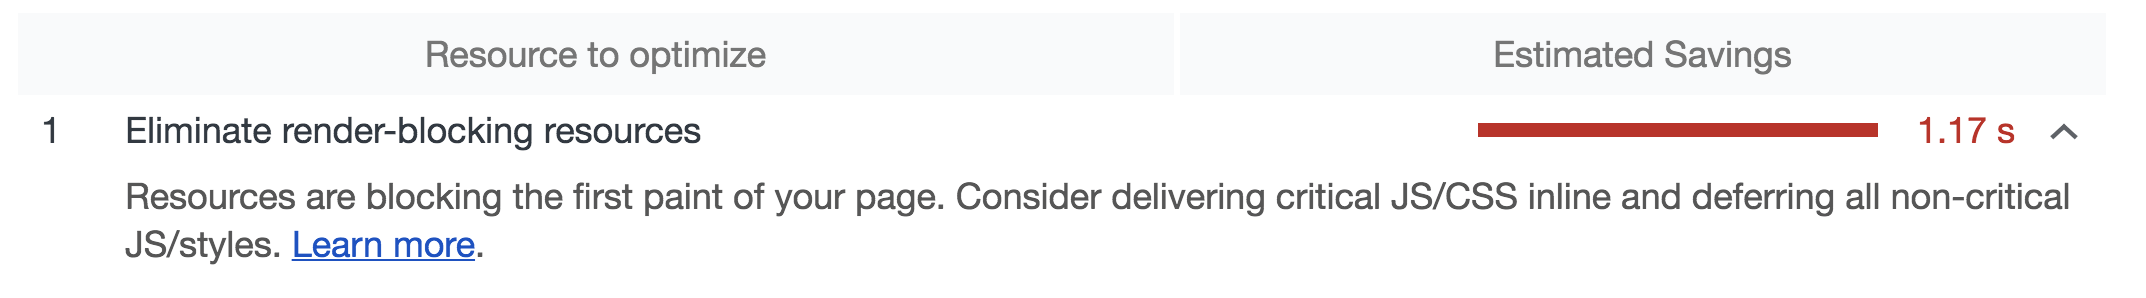 Resource to optimize Estimated Savings
1 Eliminate render-blocking resources 1.17 s
Resources are blocking the first paint of your page. Consider delivering critical JS/CSS inline and deferring all non-critical
JS/styles. Learn more.